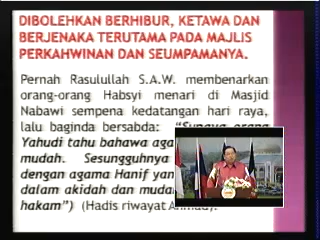 DIBOLEHKAN BERHIBUR, KETAWA DAN
BERJENAKA TERUTAMA PADA MAJLIS
PERKAHWINAN DAN SEUMPAMANYA.
Pernah Rasulullah S.A.W. membenarkan
orang-orang Habsyi menari di Masjid
Nabawi sempena kedatangan hari raya,
lalu baginda bersabda: "Supaya orang
Yahudi tahu bahawa aga
mudah. Sesungguhnya
dengan agama Hanif yan
dalam akidah dan muda
hakam") (Hadis riwayat Ahmad).